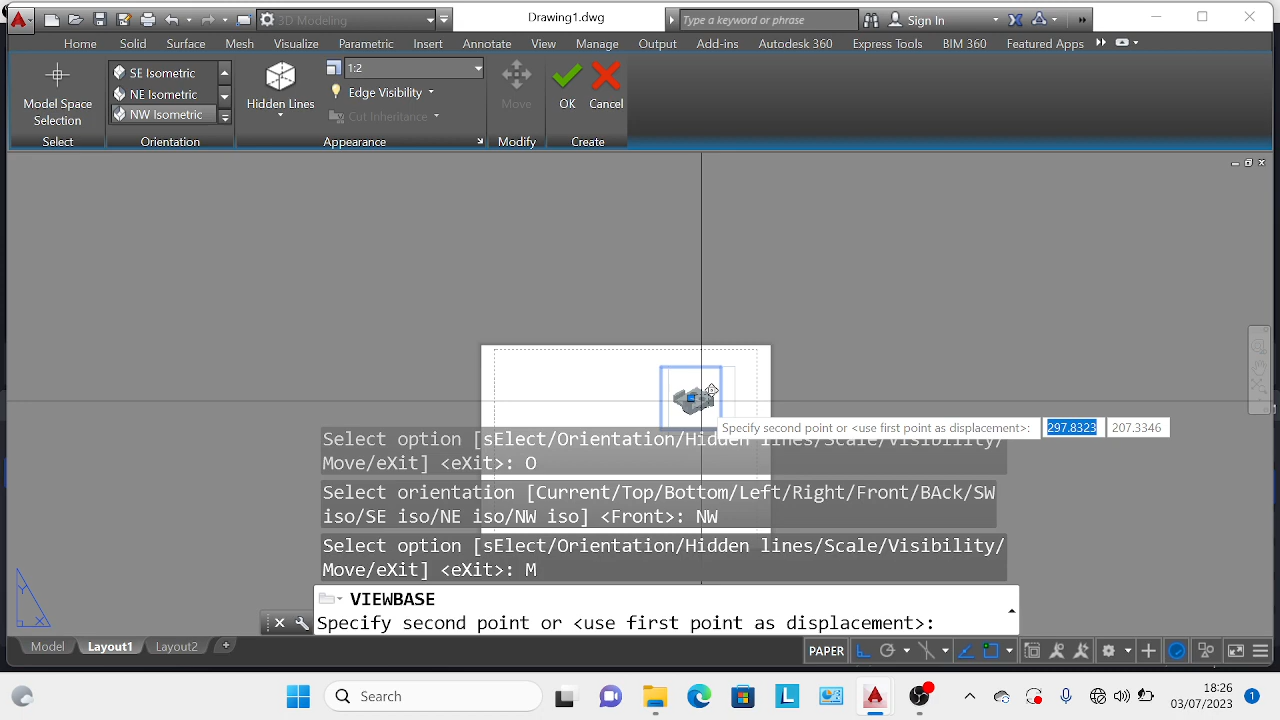 3D Modeling
Drawing1.dwg
Type a keyword or phrase
Sign In
Home Solid Surface Mesh Visualize Parametric Insert Annotate View Manage Output Add-ins Autodesk 360 Express Tools BIM 360 Featured Apps
Model Space
Selection
SE Isometric
NE Isometric
NW Isometric
Hidden Lines
1:2
Edge Visibility
Cut Inheritance
Move
OK
Cancel
Select
Orientation
Appearance
Modify
Create
Specify second point or <use first point as displacement>: 297.8323 207.3346
Select option [sElect/Orientation/Hidden lines/Scale/Visibility/
Move/eXit] <eXit>: O
Select orientation [Current/Top/Bottom/Left/Right/Front/BAck/SW
iso/SE iso/NE iso/NW iso] <Front>: NW
Select option [sElect/Orientation/Hidden lines/Scale/Visibility/
Move/eXit] <eXit>: M
VIEWBASE
Specify second point or <use first point as displacement>:
Y
X
Model Layout1 Layout2 +
PAPER
Search
18:26
03/07/2023
1